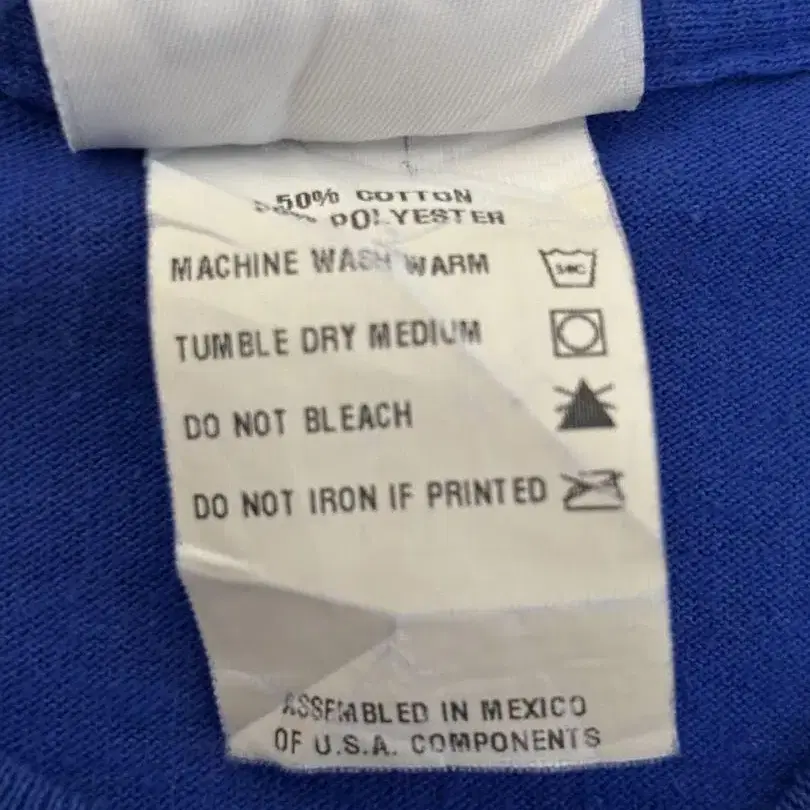 50% COTTON
POLYESTER
MACHINE WASH WARM
TUMBLE DRY MEDIUM
DO NOT BLEACH
DO NOT IRON IF PRINTED
ASSEMBLED IN MEXICO
OF U.S.A. COMPONENTS